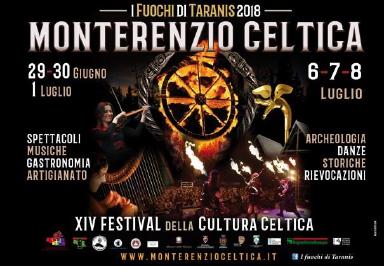 I FUOCHI DI TARANIS 2018
MONTERENZIO CELTICA
29-30 GIUGNO
1 LUGLIO
6-7-8
LUGLIO
SPETTACOLI
MUSICHE
GASTRONOMIA
ARTIGIANATO
ARCHEOLOGIA
DANZE
STORICHE
RIEVOCAZIONI
XIV FESTIVAL DELLA CULTURA CELTICA
WWW.MONTERENZIOCELTICA.IT
I fuochi di Taranis